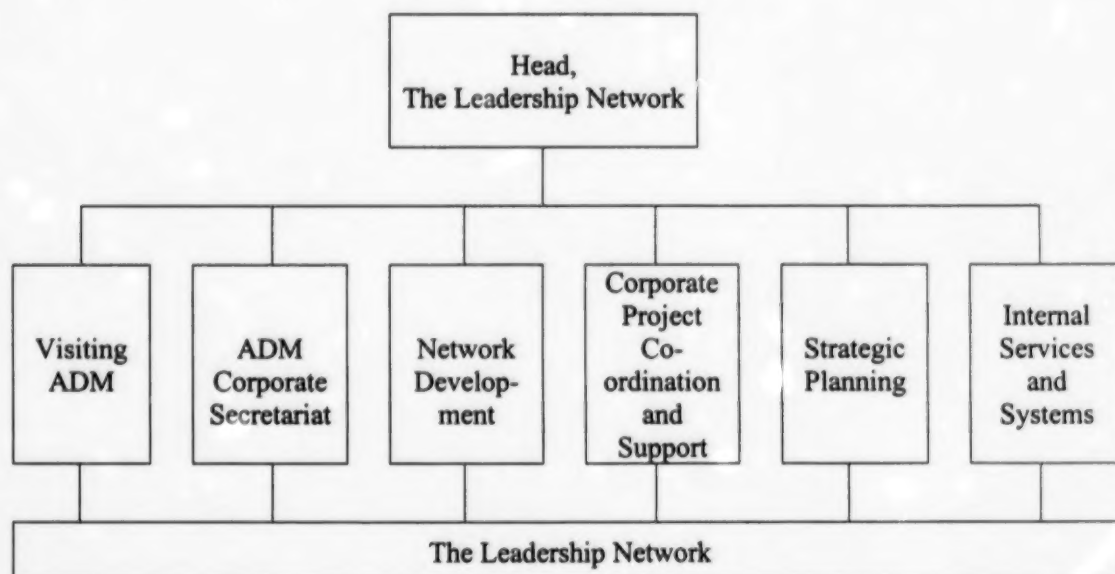 Head,
The Leadership Network
Visiting
ADM
ADM
Corporate
Secretariat
Network
Develop-
ment
Corporate
Project
Co-
ordination
and
Support
Strategic
Planning
Internal
Services
and
Systems
The Leadership Network